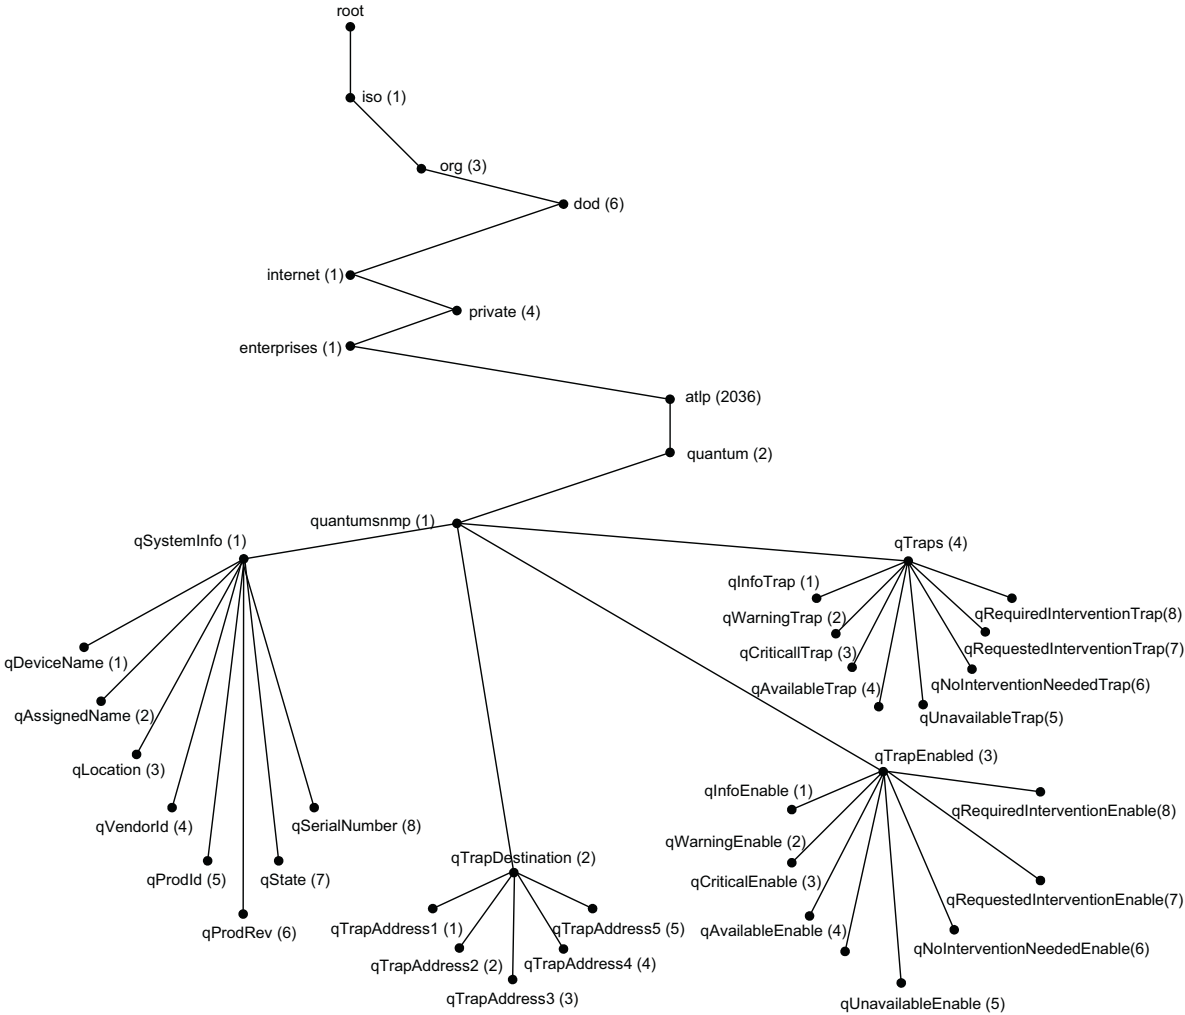 root
iso (1)
org (3)
dod (6)
internet (1)
private (4)
enterprises (1)
atlp (2036)
quantum (2)
quantumsnmp (1)
qSystemInfo (1)
qDeviceName (1)
qAssignedName (2)
qLocation (3)
qVendorId (4)
qProdId (5)
qProdRev (6)
qState (7)
qSerialNumber (8)
qTrapDestination (2)
qTrapAddress1 (1)
qTrapAddress2 (2)
qTrapAddress3 (3)
qTrapAddress4 (4)
qTrapAddress5 (5)
qTraps (4)
qInfoTrap (1)
qWarningTrap (2)
qCriticallTrap (3)
qAvailableTrap (4)
qUnavailableTrap(5)
qNoInterventionNeededTrap(6)
qRequestedInterventionTrap(7)
qRequiredInterventionTrap(8)
qTrapEnabled (3)
qInfoEnable (1)
qWarningEnable (2)
qCriticalEnable (3)
qAvailableEnable (4)
qUnavailableEnable (5)
qNoInterventionNeededEnable(6)
qRequestedInterventionEnable(7)
qRequiredInterventionEnable(8)